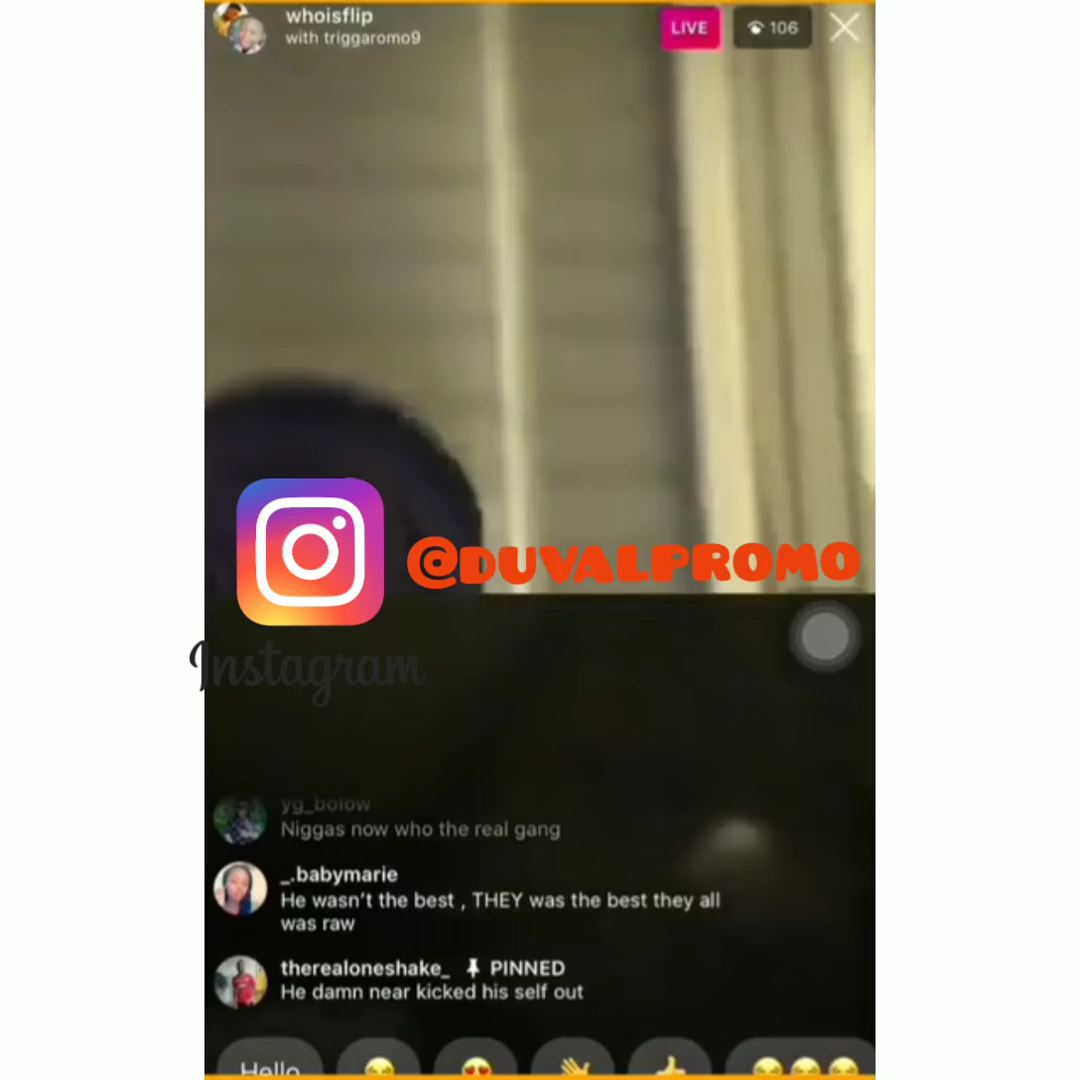 whoisflip
with triggaromo9
LIVE
106
@DUVALPROMO
Instagram
yg_bolow
Niggas now who the real gang
_.babymarie
He wasn't the best , THEY was the best they all
was raw
therealoneshake_ PINNED
He damn near kicked his self out
Hello